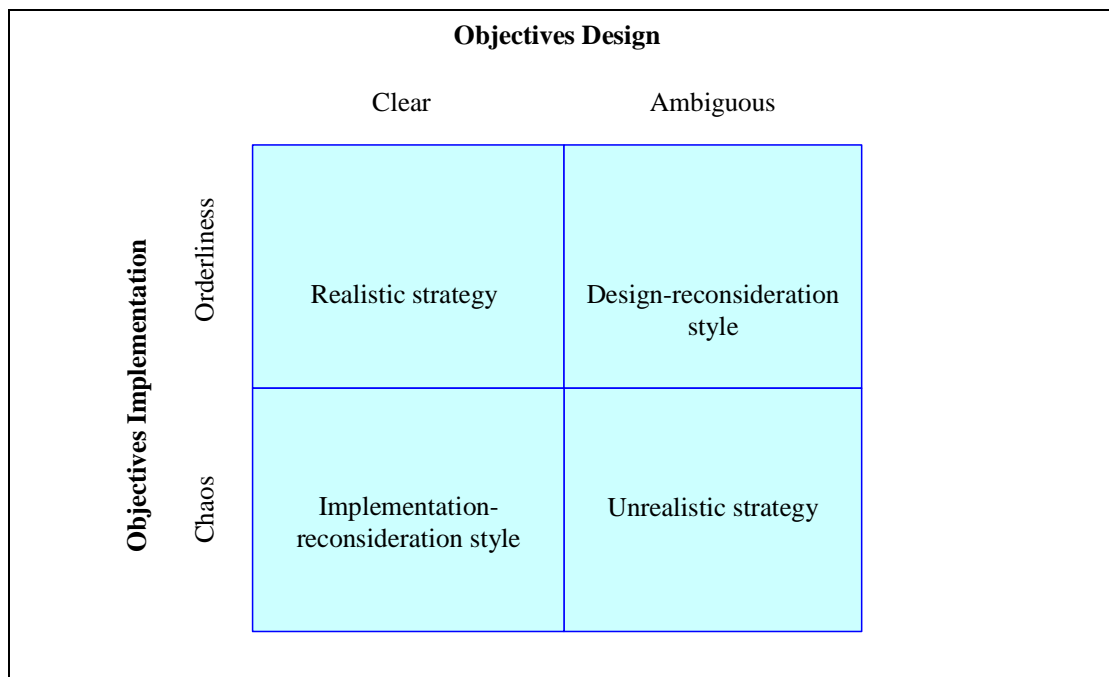 Objectives Design
Clear
Ambiguous
Objectives Implementation
Orderliness
Realistic strategy
Design-reconsideration
style
Chaos
Implementation-
reconsideration style
Unrealistic strategy